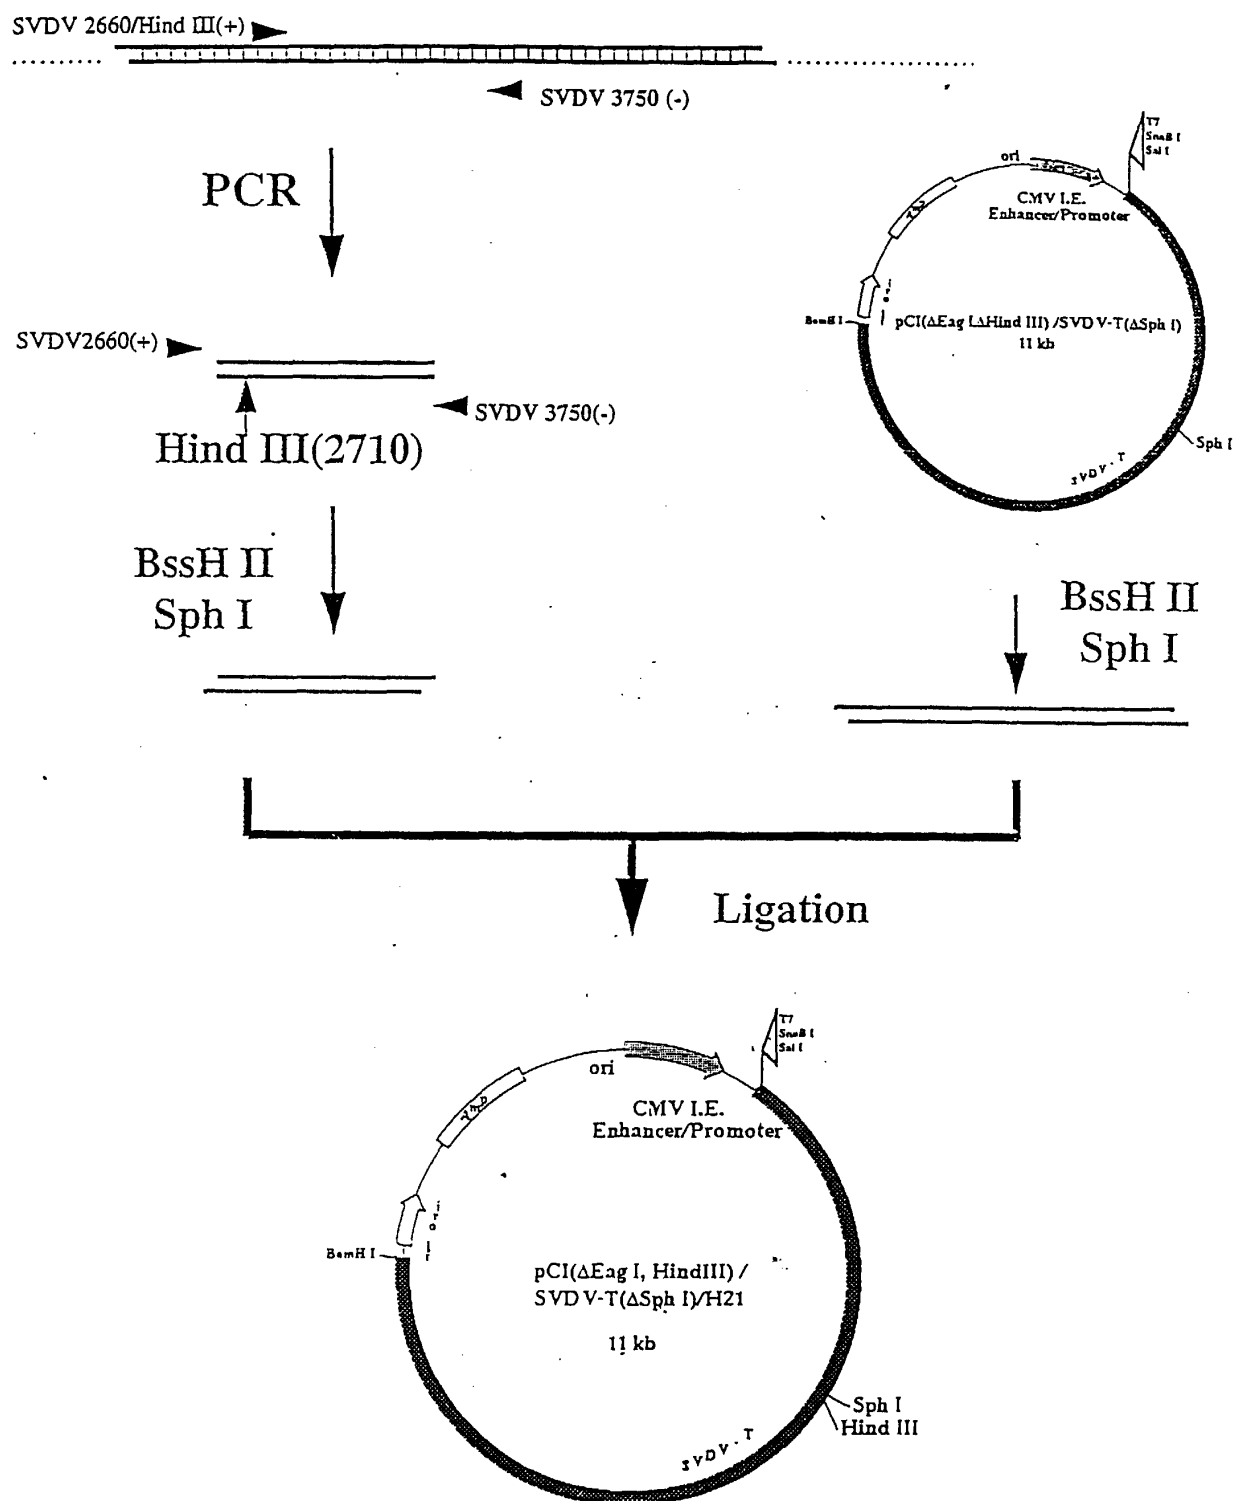 SVDV 2660/Hind III(+)
SVDV 3750 (-)
PCR
SVDV2660(+)
SVDV 3750(-)
Hind III(2710)
BssH II
Sph I
T7
SnaB I
Sal I
ori
CMV I.E.
Enhancer/Promoter
BamH I
pCI(ΔEag I,ΔHind III) /SVDV-T(ΔSph I)
11 kb
Sph I
SVDV-T
BssH II
Sph I
Ligation
T7
SnaB I
Sal I
ori
CMV I.E.
Enhancer/Promoter
BamH I
pCI(ΔEag I, HindIII) /
SVDV-T(ΔSph I)/H21
11 kb
Sph I
Hind III
SVDV-T